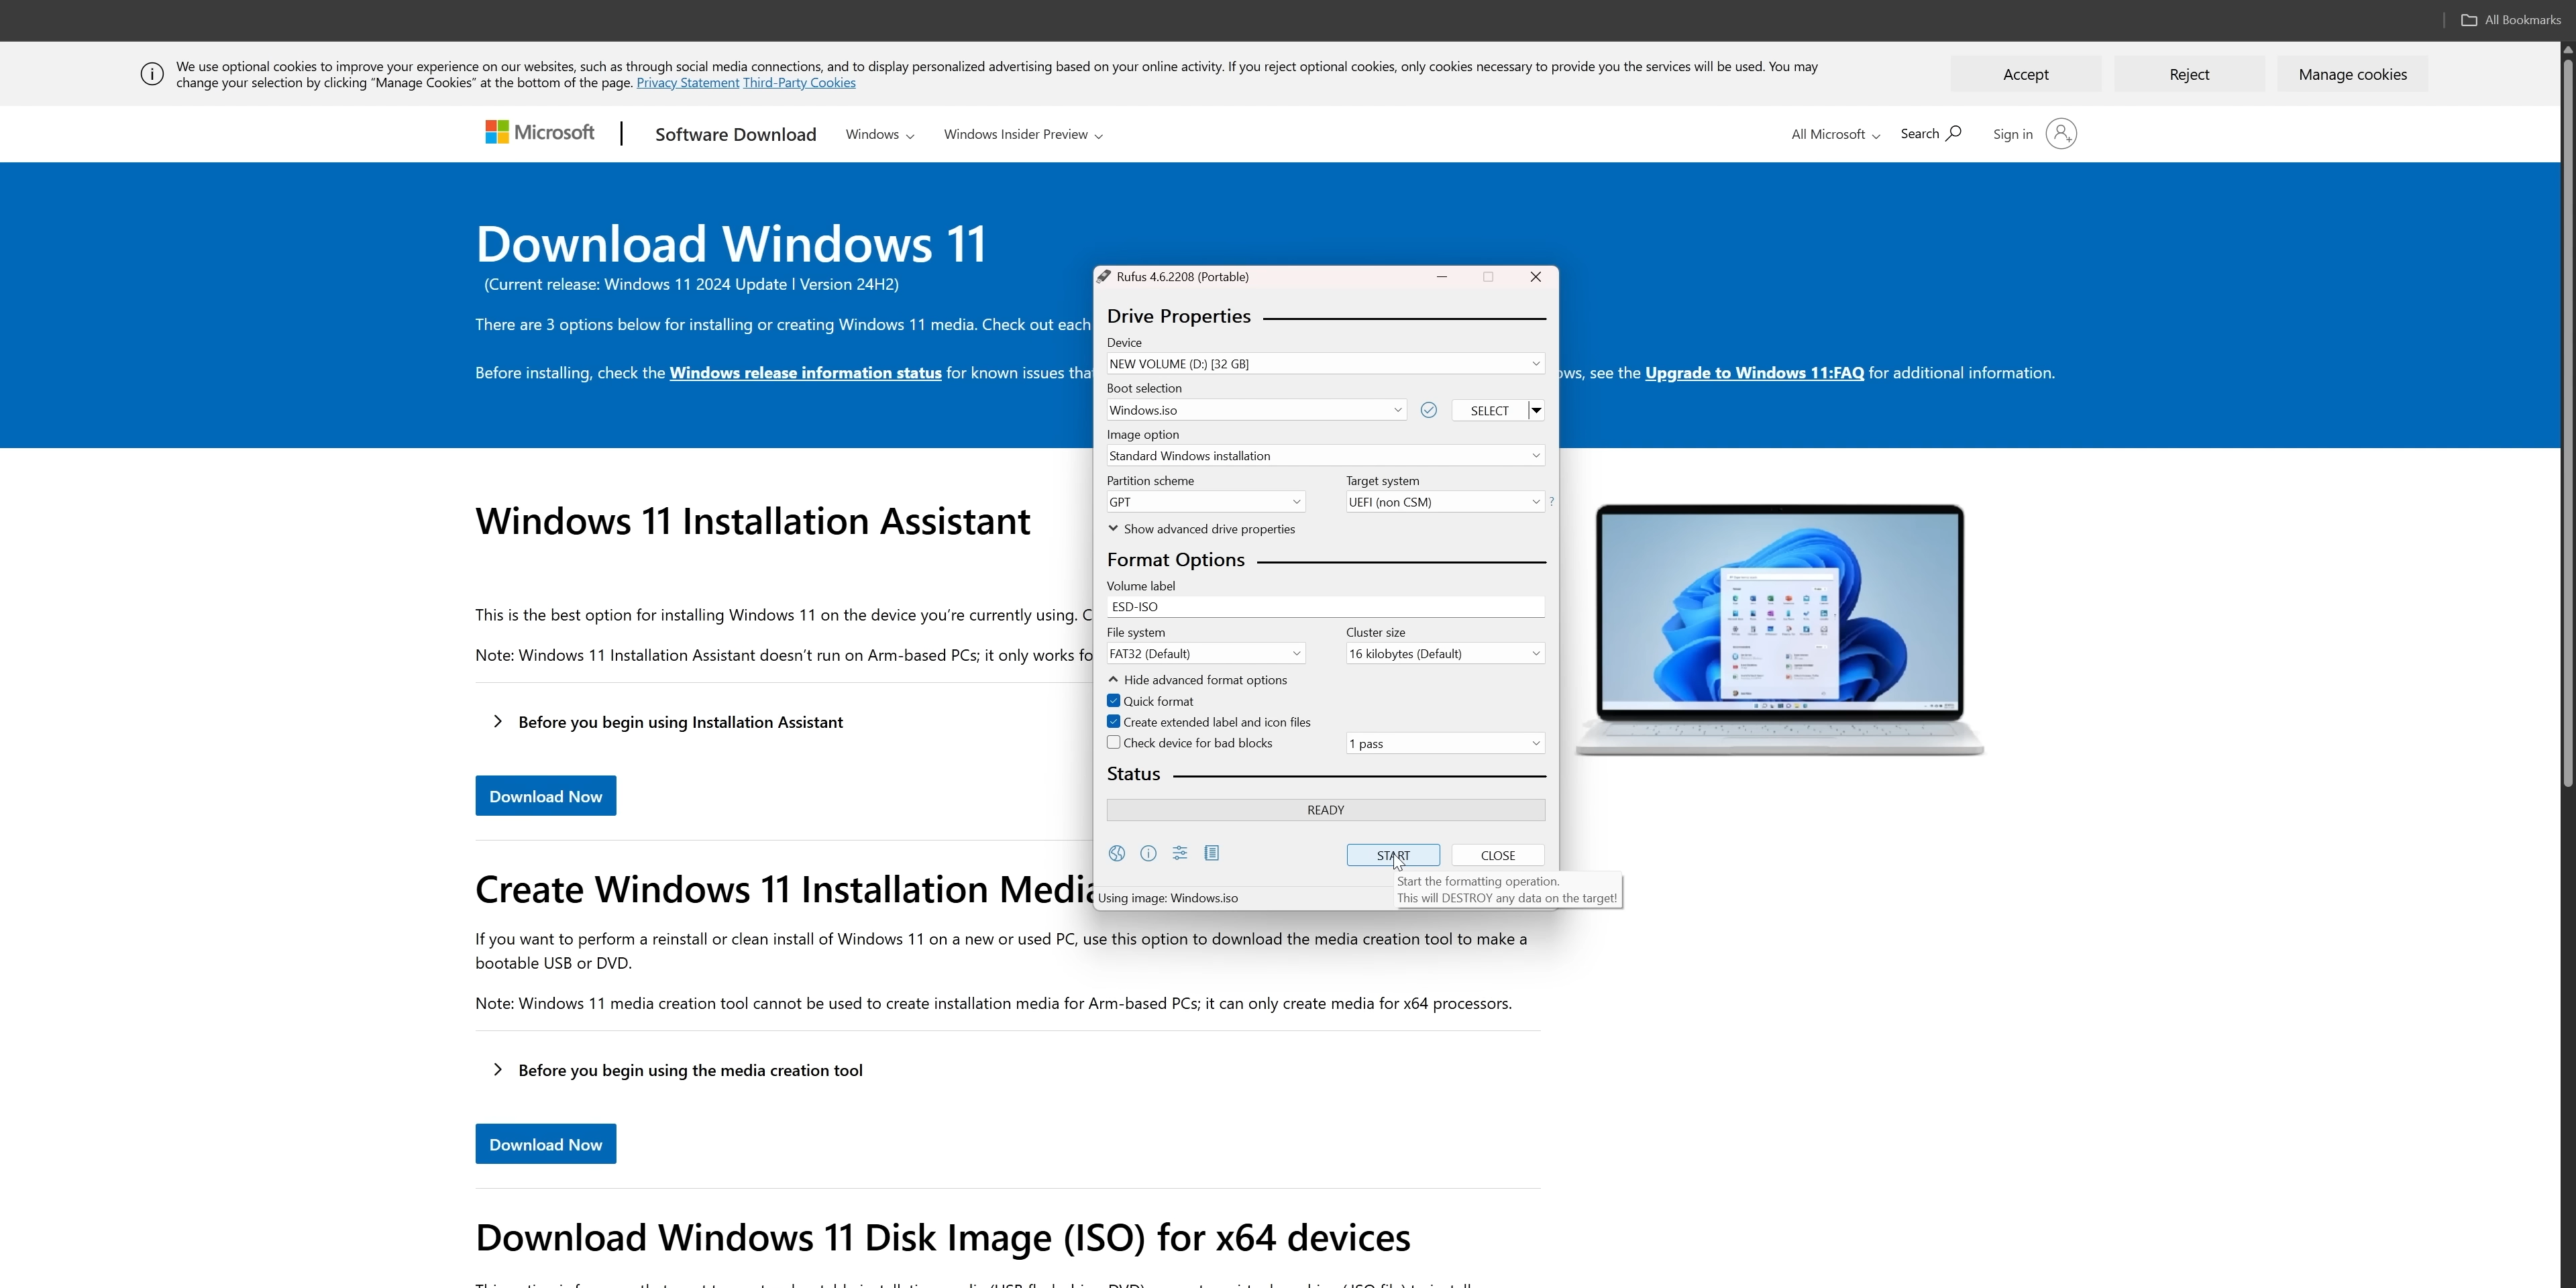 All Bookmarks
We use optional cookies to improve your experience on our websites, such as through social media connections, and to display personalized advertising based on your online activity. If you reject optional cookies, only cookies necessary to provide you the services will be used. You may
change your selection by clicking “Manage Cookies” at the bottom of the page. Privacy Statement Third-Party Cookies
Accept
Reject
Manage cookies
Microsoft
Software Download
Windows
Windows Insider Preview
All Microsoft
Search
Sign in
Download Windows 11
(Current release: Windows 11 2024 Update l Version 24H2)
There are 3 options below for installing or creating Windows 11 media. Check out each
Before installing, check the Windows release information status for known issues that
ows, see the Upgrade to Windows 11:FAQ for additional information.
Windows 11 Installation Assistant
This is the best option for installing Windows 11 on the device you’re currently using. C
Note: Windows 11 Installation Assistant doesn’t run on Arm-based PCs; it only works fo
Before you begin using Installation Assistant
Download Now
Create Windows 11 Installation Media
If you want to perform a reinstall or clean install of Windows 11 on a new or used PC, use this option to download the media creation tool to make a
bootable USB or DVD.
Note: Windows 11 media creation tool cannot be used to create installation media for Arm-based PCs; it can only create media for x64 processors.
Before you begin using the media creation tool
Download Now
Download Windows 11 Disk Image (ISO) for x64 devices
Rufus 4.6.2208 (Portable)
Drive Properties
Device
NEW VOLUME (D:) [32 GB]
Boot selection
Windows.iso
SELECT
Image option
Standard Windows installation
Partition scheme
Target system
GPT
UEFI (non CSM)
?
Show advanced drive properties
Format Options
Volume label
ESD-ISO
File system
Cluster size
FAT32 (Default)
16 kilobytes (Default)
Hide advanced format options
Quick format
Create extended label and icon files
Check device for bad blocks
1 pass
Status
READY
START
CLOSE
Start the formatting operation.
This will DESTROY any data on the target!
Using image: Windows.iso